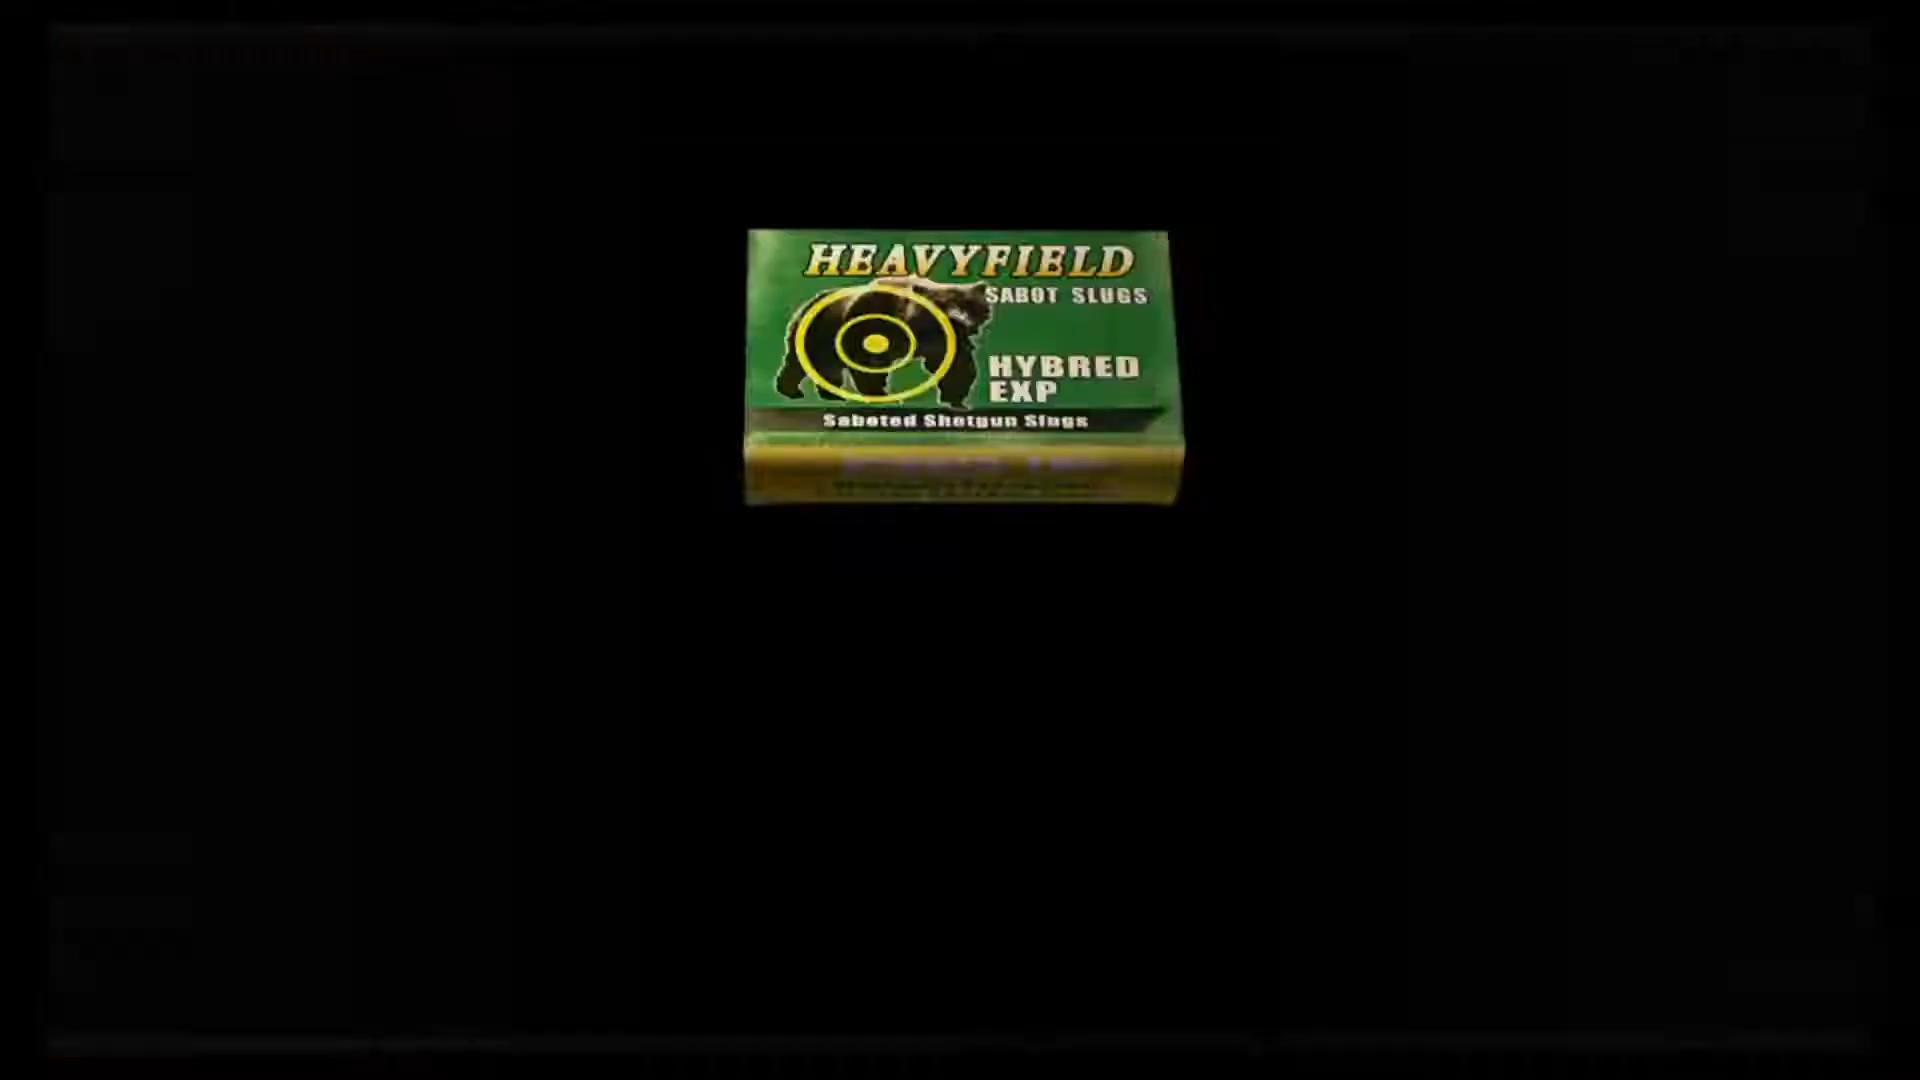 HEAVYFIELD
SABOT SLUGS
HYBRED
EXP
Saboted Shotgun Slugs